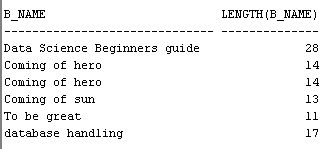 B_NAME LENGTH(B_NAME)
------------------------------ --------------
Data Science Beginners guide 28
Coming of hero 14
Coming of hero 14
Coming of sun 13
To be great 11
database handling 17